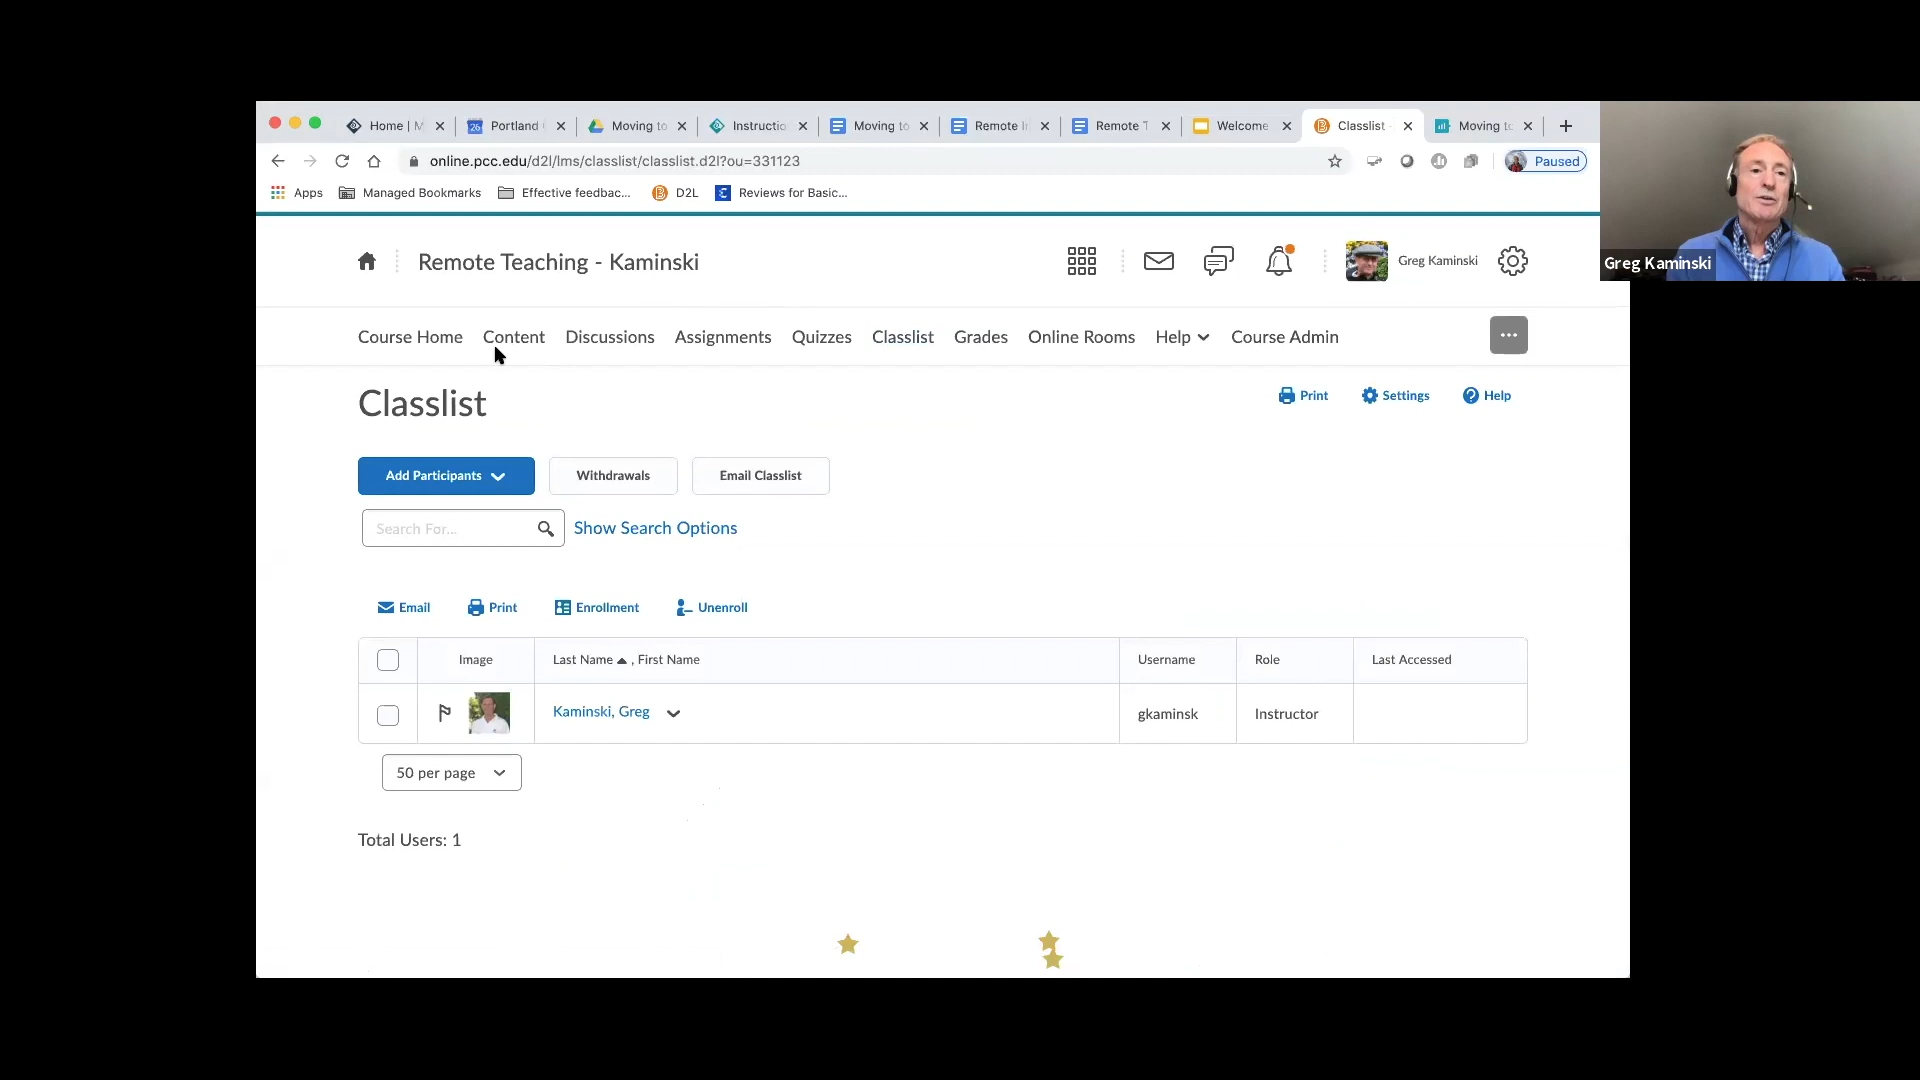 Home | M
Portland
Moving to
Instructio
Moving to
Remote I
Remote T
Welcome
Classlist
Moving to
online.pcc.edu/d2l/lms/classlist/classlist.d2l?ou=331123
Paused
Apps
Managed Bookmarks
Effective feedbac...
D2L
Reviews for Basic...
Remote Teaching - Kaminski
Greg Kaminski
Greg Kaminski
Course Home
Content
Discussions
Assignments
Quizzes
Classlist
Grades
Online Rooms
Help
Course Admin
Classlist
Print
Settings
Help
Add Participants
Withdrawals
Email Classlist
Search For...
Show Search Options
Email
Print
Enrollment
Unenroll
Image
Last Name , First Name
Username
Role
Last Accessed
Kaminski, Greg
gkaminsk
Instructor
50 per page
Total Users: 1